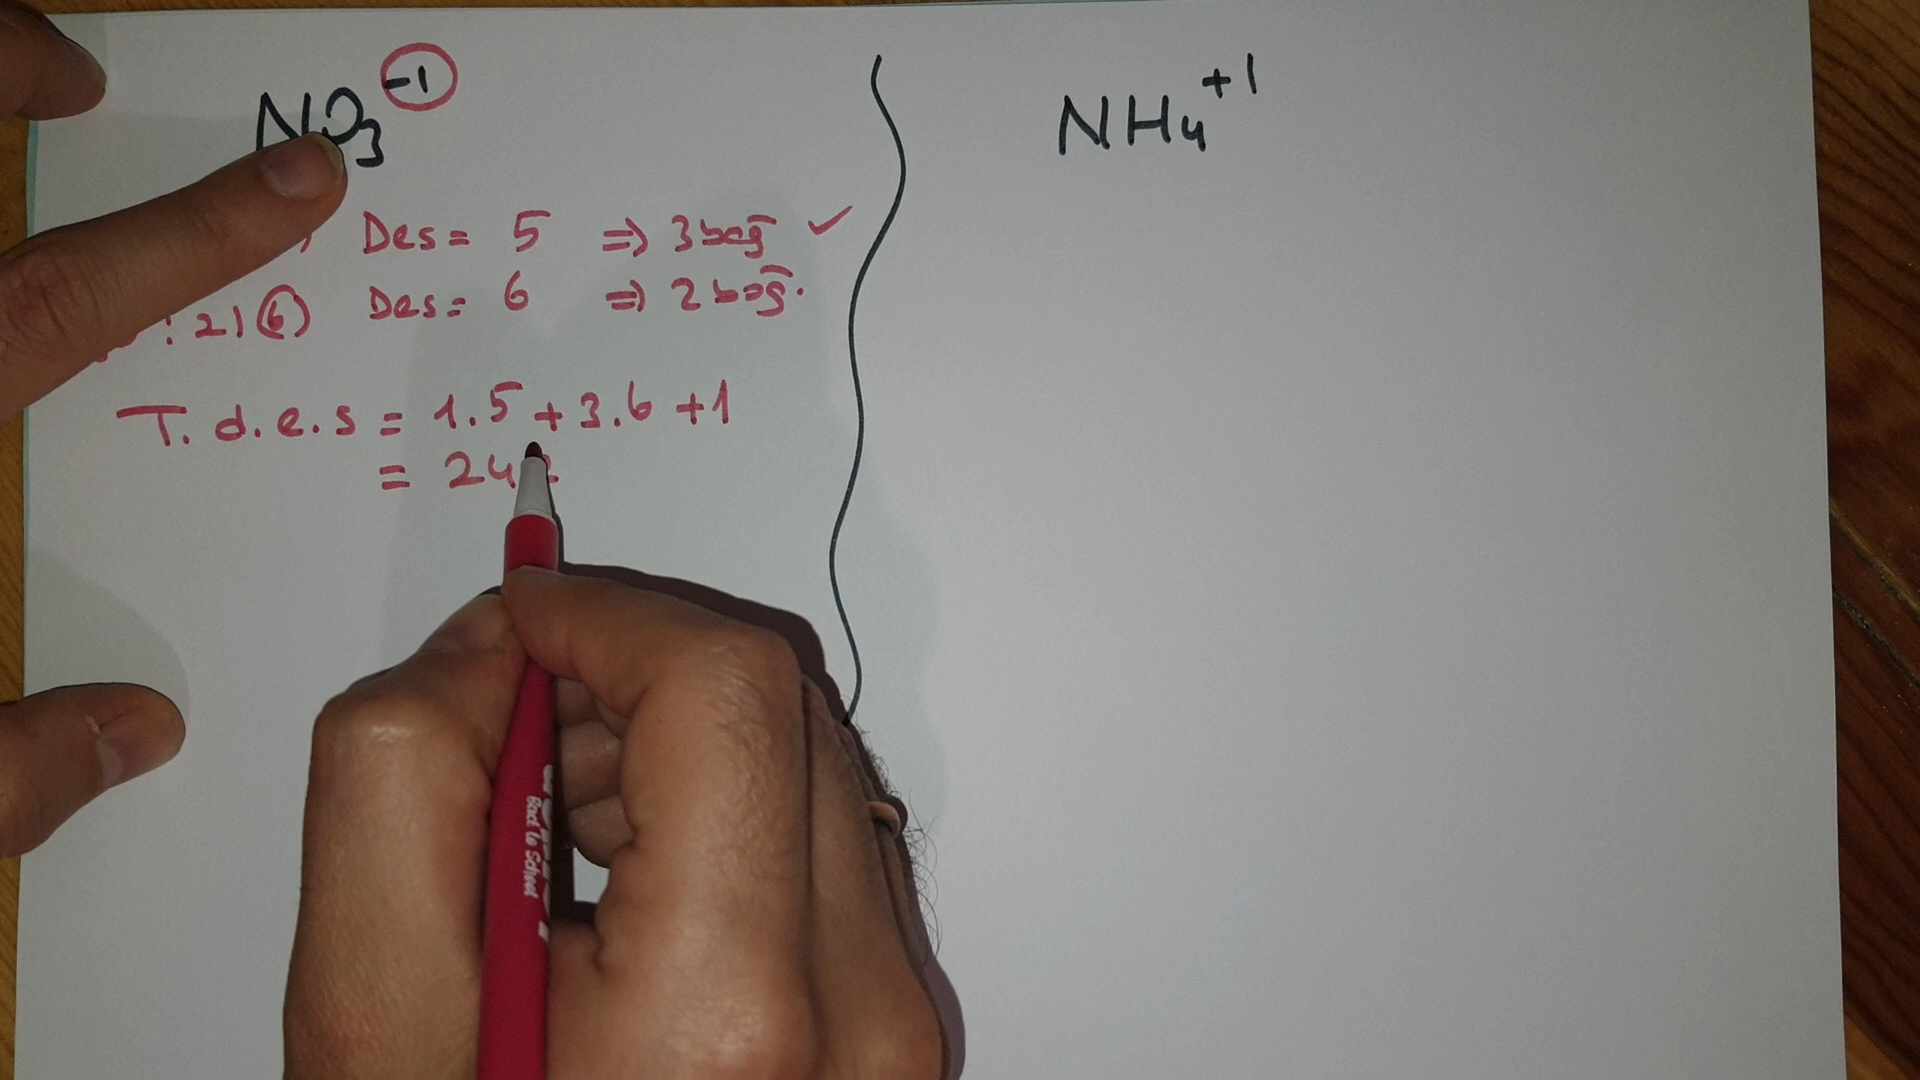 NO3 -1
NH4 +1
Des = 5 => 3 bağ ✓
: 2) 6) Des = 6 => 2 bağ.
T. d. e. s = 1.5 + 3.6 + 1
= 24
Back to School